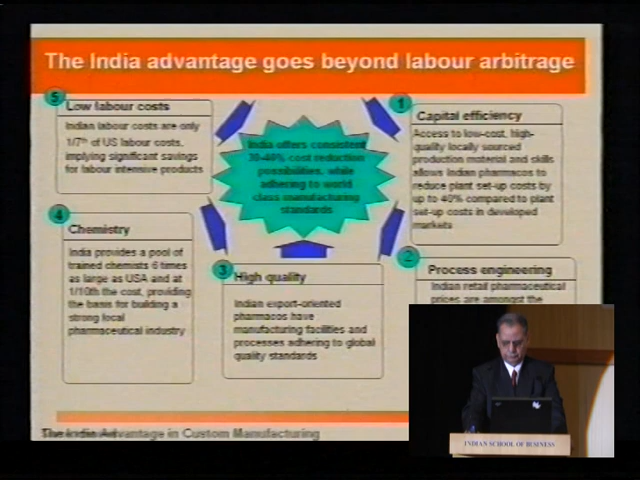 The India advantage goes beyond labour arbitrage
5
Low labour costs
Indian labour costs are only
1/7th of US labour costs,
implying significant savings
for labour intensive products
India offers consistent
30-40% cost reduction
possibilities, while
adhering to world
class manufacturing
standards
1
Capital efficiency
Access to low-cost, high-
quality locally sourced
production material and skills
allows Indian pharmacos to
reduce plant set-up costs by
up to 40% compared to plant
set-up costs in developed
markets
4
Chemistry
India provides a pool of
trained chemists 6 times
as large as USA and at
1/10th the cost, providing
the basis for building a
strong local
pharmaceutical industry
3
High quality
Indian export-oriented
pharmacos have
manufacturing facilities and
processes adhering to global
quality standards
2
Process engineering
Indian retail pharmaceutical
prices are amongst the
The India Advantage in Custom Manufacturing
INDIAN SCHOOL OF BUSINESS